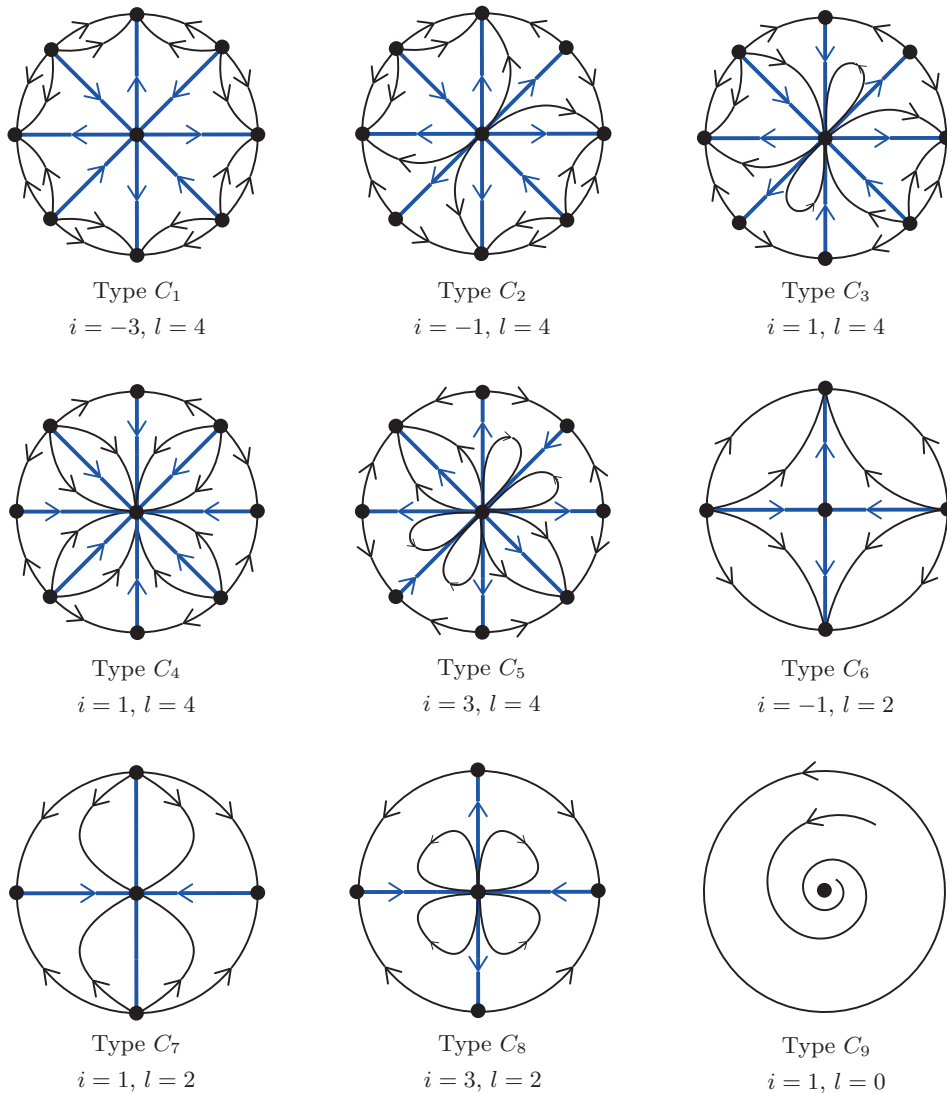 Type C₁
i = −3, l = 4
Type C₂
i = −1, l = 4
Type C₃
i = 1, l = 4
Type C₄
i = 1, l = 4
Type C₅
i = 3, l = 4
Type C₆
i = −1, l = 2
Type C₇
i = 1, l = 2
Type C₈
i = 3, l = 2
Type C₉
i = 1, l = 0